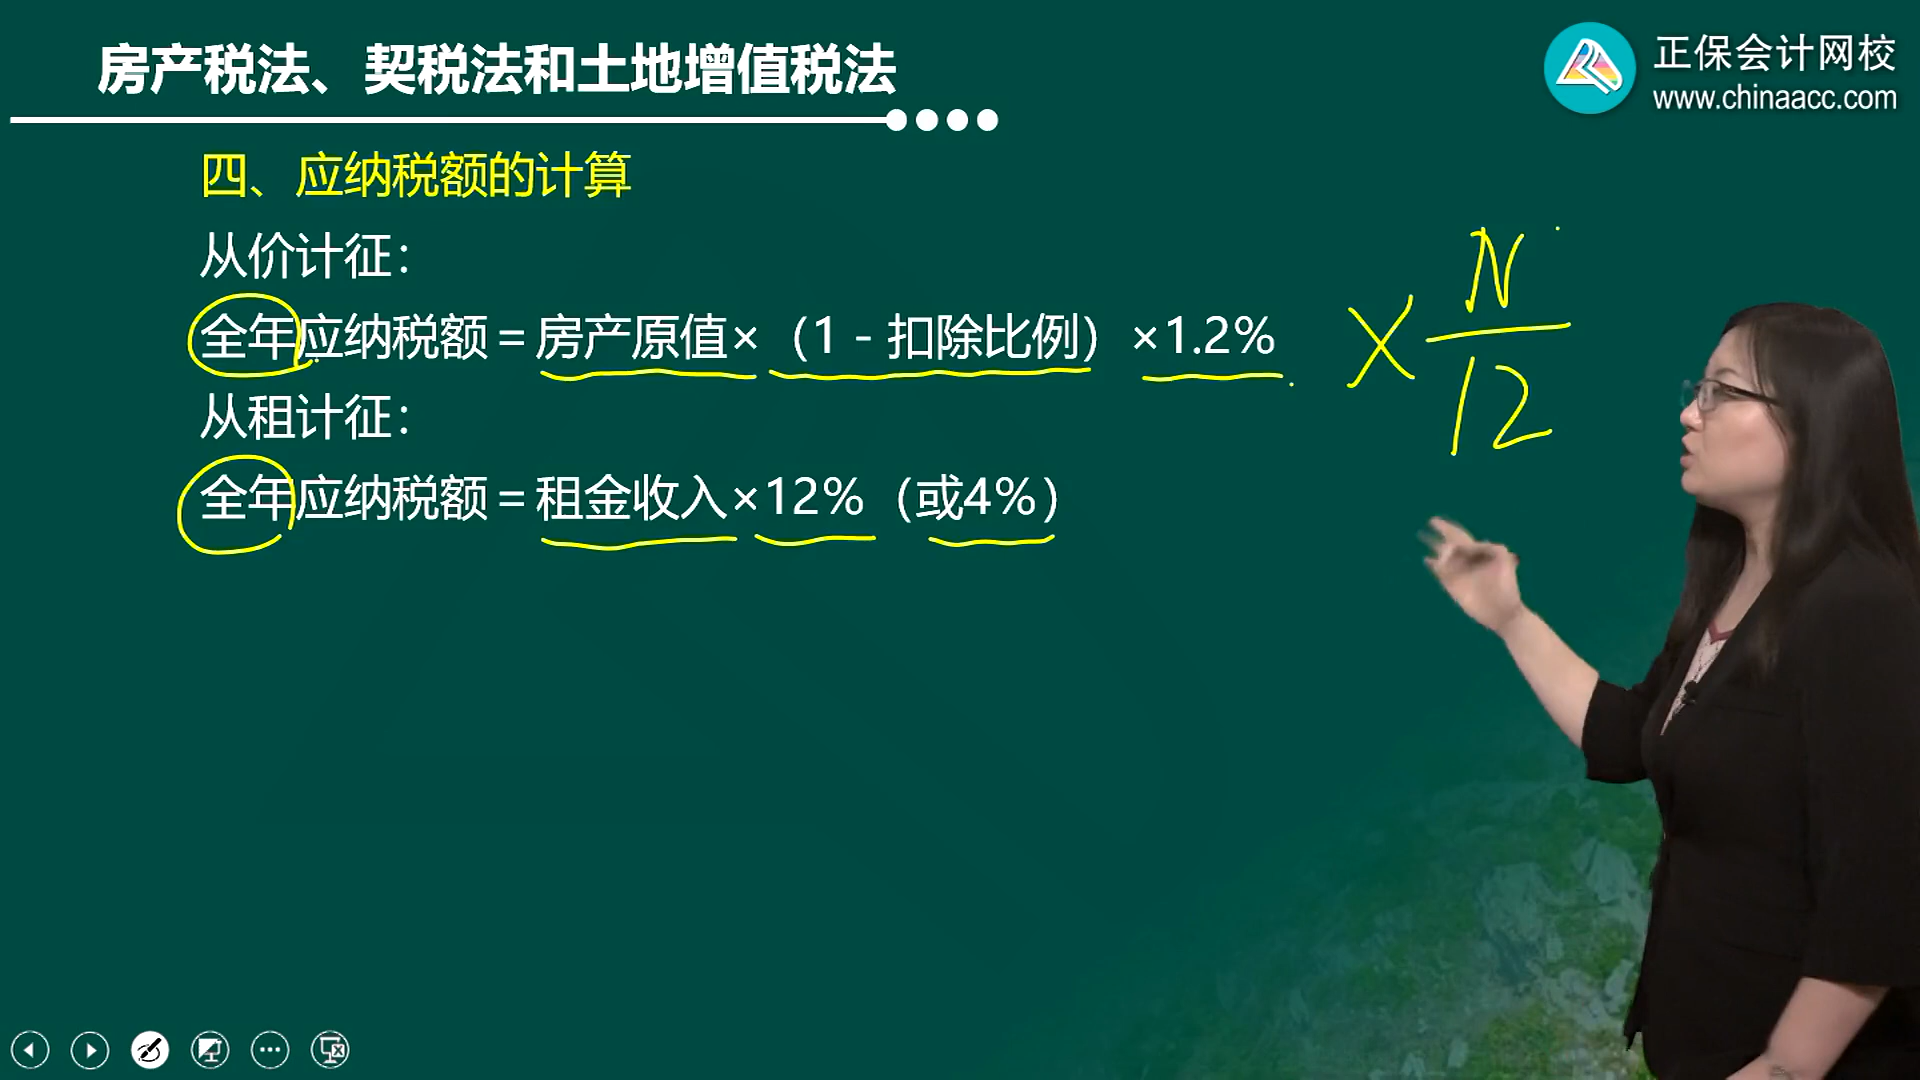 房产税法、契税法和土地增值税法
正保会计网校
www.chinaacc.com
四、应纳税额的计算
从价计征：
全年应纳税额＝房产原值×（1－扣除比例）×1.2%
×N/12
从租计征：
全年应纳税额＝租金收入×12%（或4%）